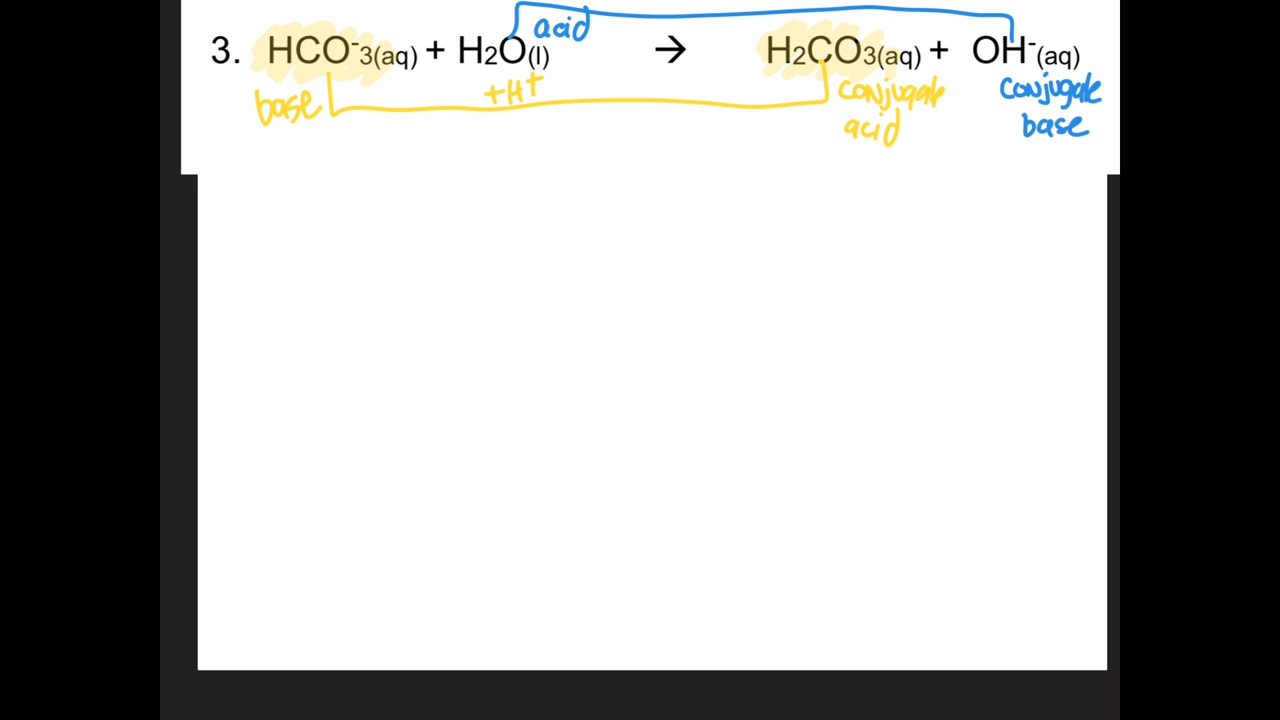 acid
3. HCO⁻3(aq) + H2O(l) → H2CO3(aq) + OH⁻(aq)
base +H⁺ conjugate acid conjugate base